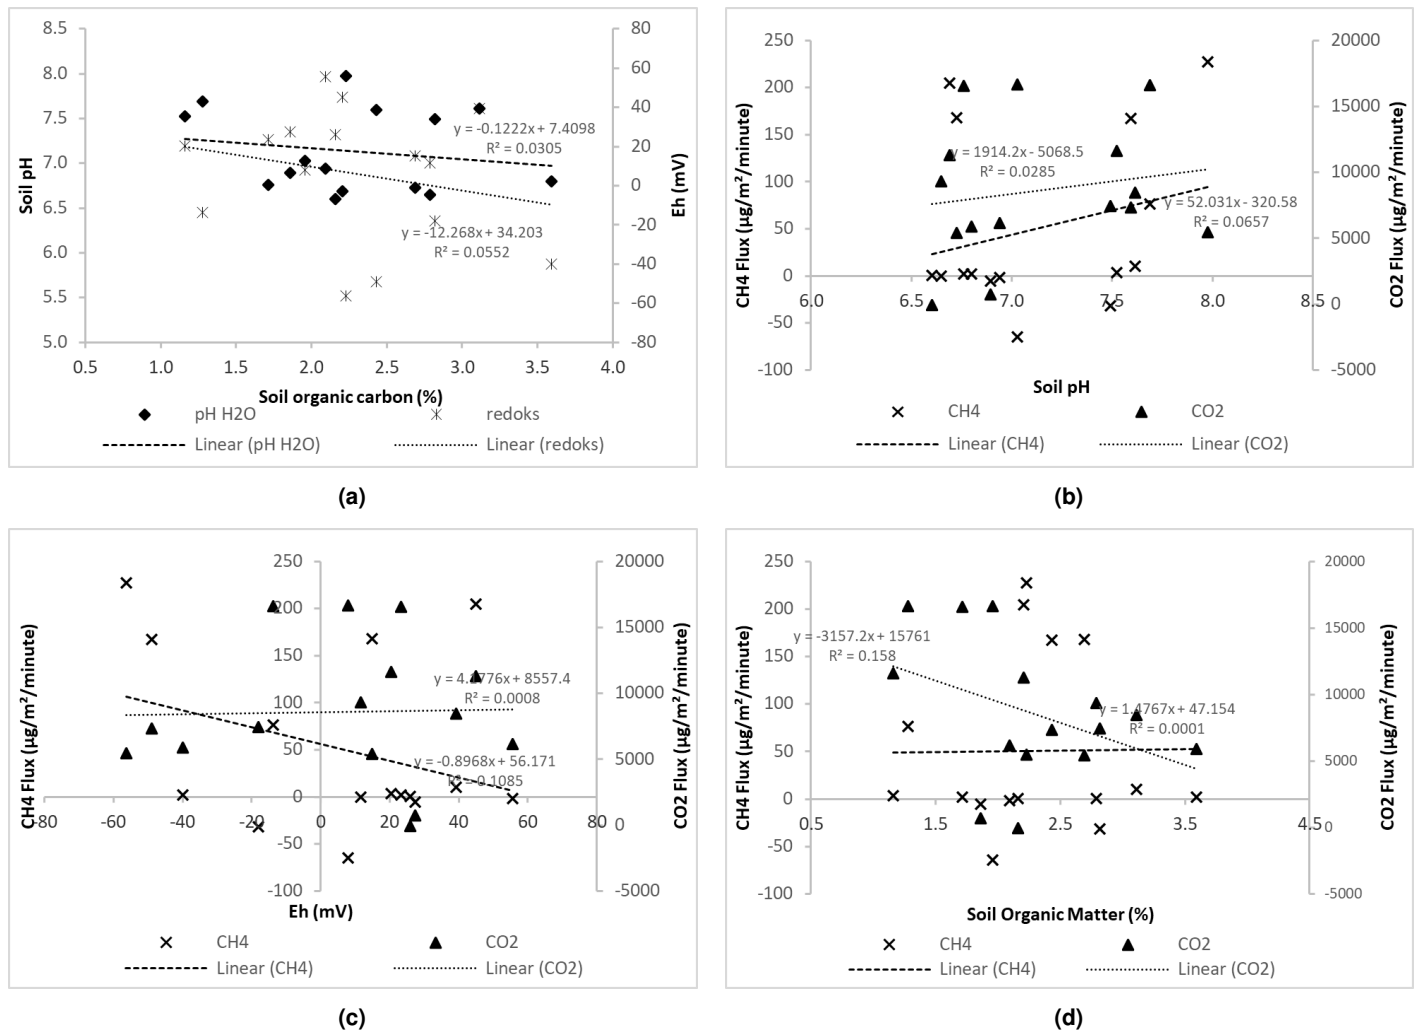 8.5
8.0
7.5
7.0
6.5
6.0
5.5
5.0
Soil pH
80
60
40
20
0
-20
-40
-60
-80
Eh (mV)
y = -0.1222x + 7.4098
R² = 0.0305
y = -12.268x + 34.203
R² = 0.0552
0.5 1.0 1.5 2.0 2.5 3.0 3.5 4.0
Soil organic carbon (%)
pH H2O redoks
Linear (pH H2O) Linear (redoks)
(a)
250
200
150
100
50
0
-50
-100
CH4 Flux (µg/m²/minute)
20000
15000
10000
5000
0
-5000
CO2 Flux (µg/m²/minute)
1914.2x - 5068.5
R² = 0.0285
52.031x - 320.58
R² = 0.0657
6.0 6.5 7.0 7.5 8.0 8.5
Soil pH
CH4 CO2
Linear (CH4) Linear (CO2)
(b)
250
150
100
50
0
-50
-100
CH4 Flux (µg/m²/minute)
20000
15000
10000
5000
0
-5000
CO2 Flux (µg/m²/minute)
R² = 0.0008
y = -0.8968x + 56.171
R² = 0.1085
-80 -60 -40 -20 0 20 40 60 80
Eh (mV)
CH4 CO2
Linear (CH4) Linear (CO2)
(c)
250
200
150
100
50
0
-50
-100
CH4 Flux (µg/m²/minute)
20000
15000
10000
5000
0
-5000
CO2 Flux (µg/m²/minute)
y = -3157.2x + 15761
R² = 0.158
y = 1.4767x + 47.154
R² = 0.0001
0.5 1.5 2.5 3.5 4.5
Soil Organic Matter (%)
CH4 CO2
Linear (CH4) Linear (CO2)
(d)